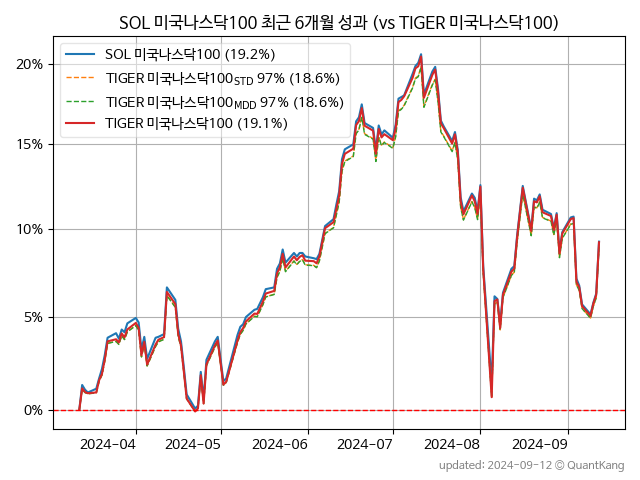 SOL 미국나스닥100 최근 6개월 성과 (vs TIGER 미국나스닥100)
SOL 미국나스닥100 (19.2%)
TIGER 미국나스닥100STD 97% (18.6%)
TIGER 미국나스닥100MDD 97% (18.6%)
TIGER 미국나스닥100 (19.1%)
20%
15%
10%
5%
0%
2024-04 2024-05 2024-06 2024-07 2024-08 2024-09
updated: 2024-09-12 © QuantKang